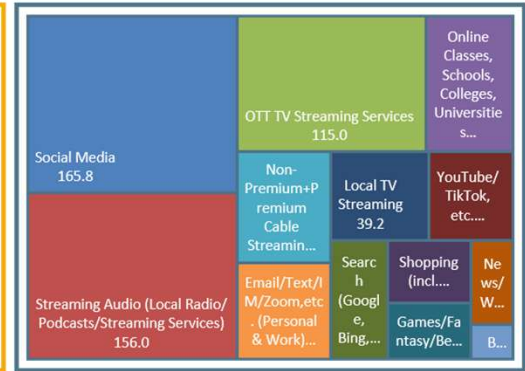 Social Media
165.8
Streaming Audio (Local Radio/
Podcasts/Streaming Services)
156.0
OTT TV Streaming Services
115.0
Online
Classes,
Schools,
Colleges,
Universitie
s...
Non-
Premium+P
remium
Cable
Streamin...
Local TV
Streaming
39.2
YouTube/
TikTok,
etc....
Email/Text/I
M/Zoom,etc
. (Personal
& Work)...
Searc
h
(Googl
e,
Bing,...
Shopping
(incl....
Ne
ws/
W...
Games/Fa
ntasy/Be...
B...